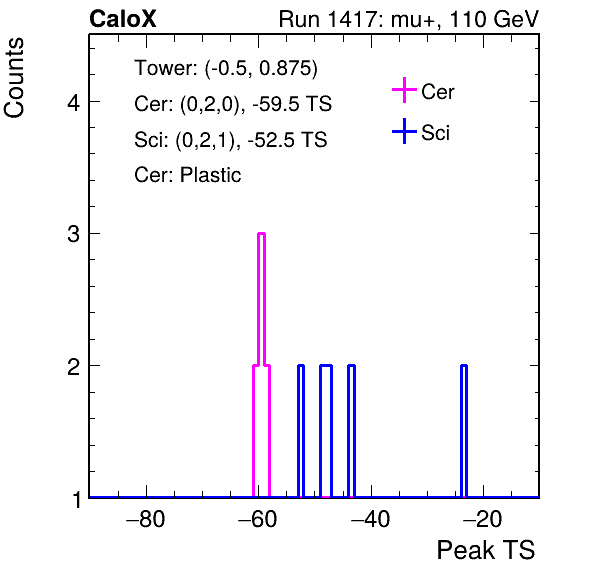 CaloX Run 1417: mu+, 110 GeV
Counts
Tower: (-0.5, 0.875)
Cer: (0,2,0), -59.5 TS
Sci: (0,2,1), -52.5 TS
Cer: Plastic
Cer
Sci
4
3
2
1
−80 −60 −40 −20
Peak TS